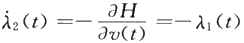 λ̇₂(t) = −∂H/∂v(t) = −λ₁(t)